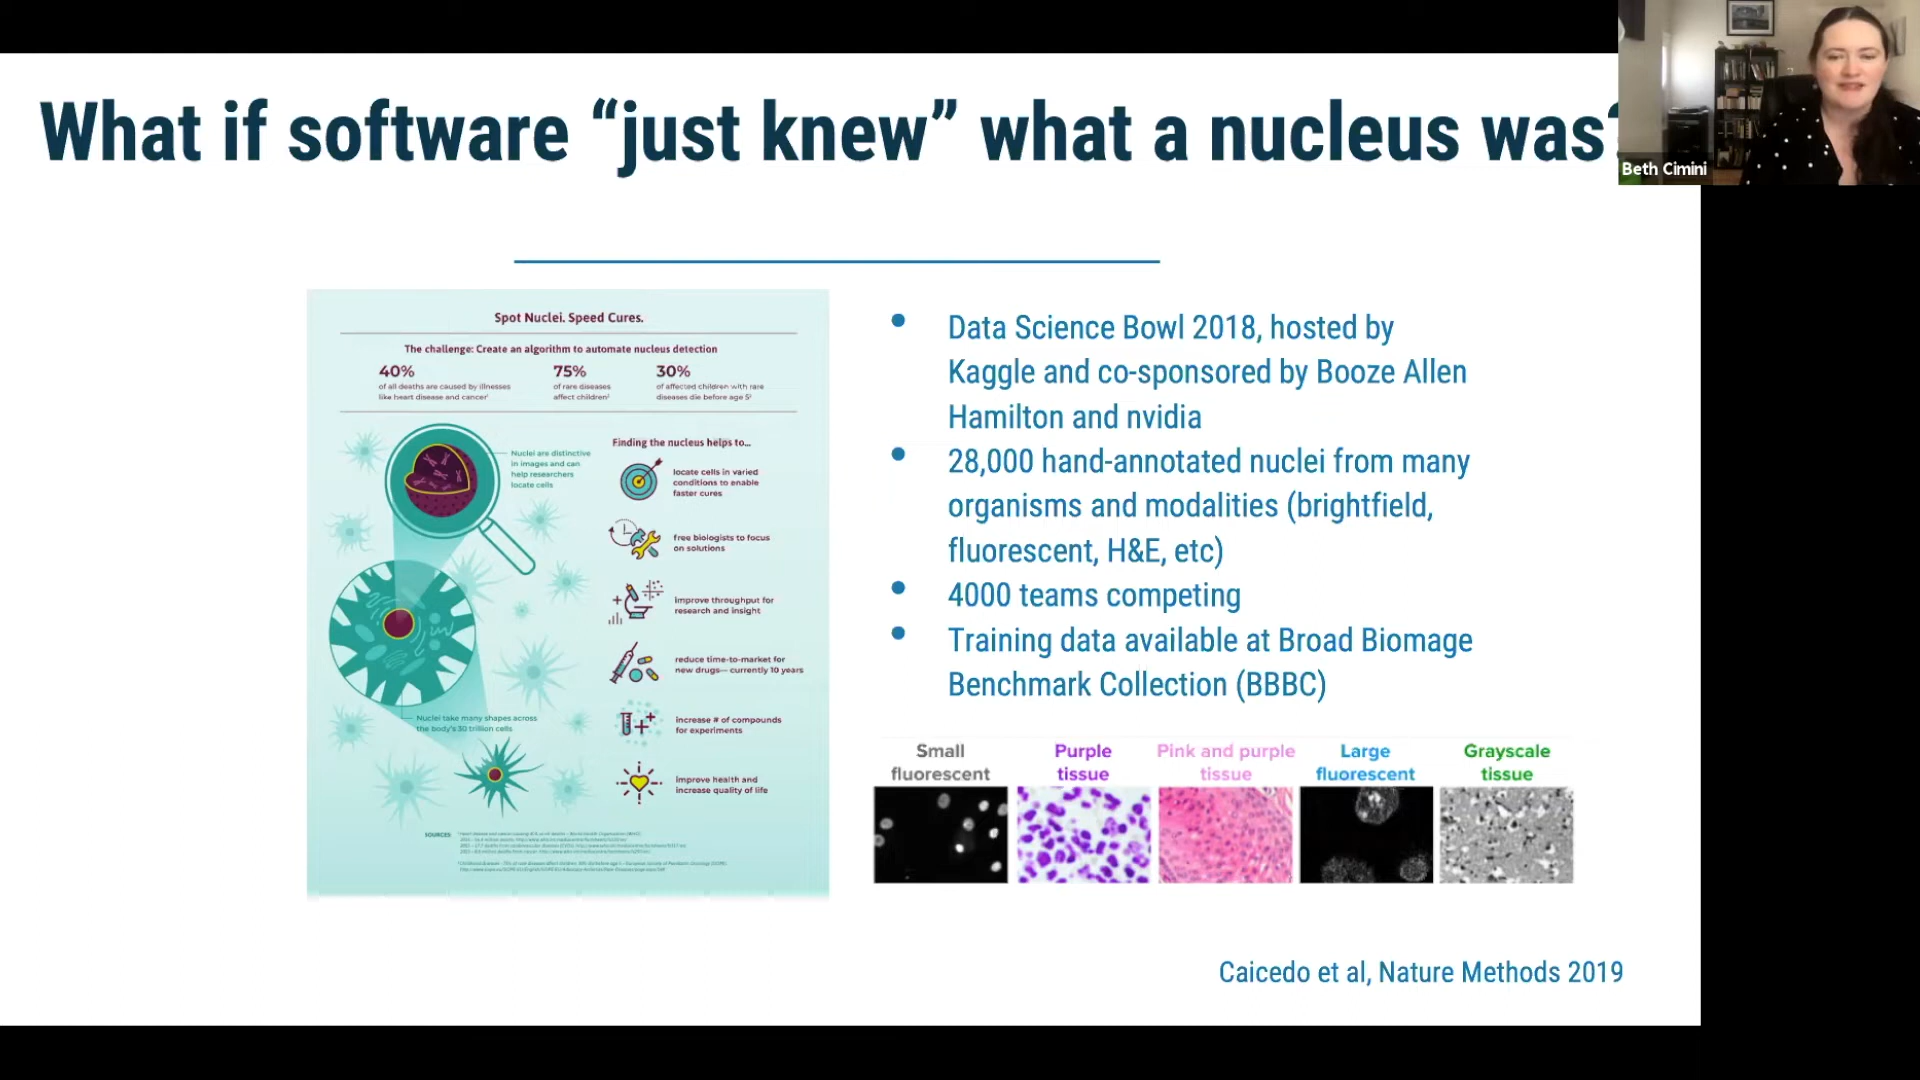 What if software “just knew” what a nucleus was?
Beth Cimini
Spot Nuclei. Speed Cures.
The challenge: Create an algorithm to automate nucleus detection
40%
of all deaths are caused by illnesses
like heart disease and cancer¹
75%
of rare diseases
affect children²
30%
of affected children with rare
diseases die before age 5²
Nuclei are distinctive
in images and can
help researchers
locate cells
Finding the nucleus helps to...
locate cells in varied
conditions to enable
faster cures
free biologists to focus
on solutions
improve throughput for
research and insight
reduce time-to-market for
new drugs— currently 10 years
increase # of compounds
for experiments
improve health and
increase quality of life
Nuclei take many shapes across
the body's 30 trillion cells
SOURCES
• Data Science Bowl 2018, hosted by
Kaggle and co-sponsored by Booze Allen
Hamilton and nvidia
• 28,000 hand-annotated nuclei from many
organisms and modalities (brightfield,
fluorescent, H&E, etc)
• 4000 teams competing
• Training data available at Broad Biomage
Benchmark Collection (BBBC)
Small
fluorescent
Purple
tissue
Pink and purple
tissue
Large
fluorescent
Grayscale
tissue
Caicedo et al, Nature Methods 2019